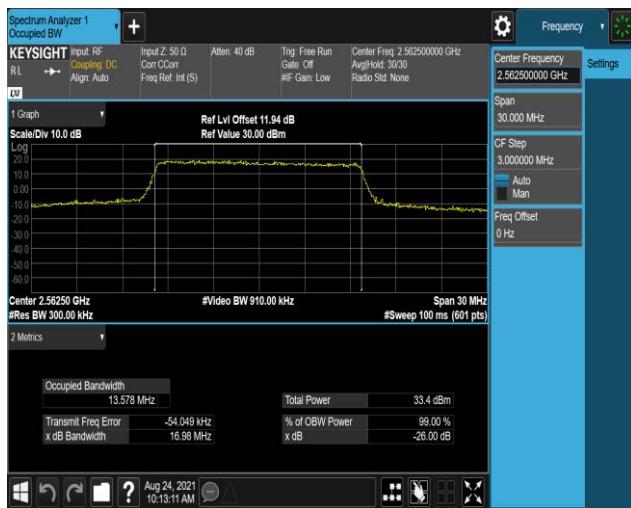 Spectrum Analyzer 1
Occupied BW
Frequency
KEYSIGHT
Input: RF
Coupling: DC
Align: Auto
Input Z: 50 Ω
Corr CCorr
Freq Ref: Int (S)
Atten: 40 dB
Trig: Free Run
Gate: Off
#IF Gain: Low
Center Freq: 2.562500000 GHz
Avg|Hold: 30/30
Radio Std: None
RL
LXI
Center Frequency
2.562500000 GHz
Settings
Span
30.000 MHz
CF Step
3.000000 MHz
Auto
Man
Freq Offset
0 Hz
1 Graph
Scale/Div 10.0 dB
Ref Lvl Offset 11.94 dB
Ref Value 30.00 dBm
Log
20.0
10.0
0.00
-10.0
-20.0
-30.0
-40.0
-50.0
-60.0
Center 2.56250 GHz
#Res BW 300.00 kHz
#Video BW 910.00 kHz
Span 30 MHz
#Sweep 100 ms (601 pts)
2 Metrics
Occupied Bandwidth
13.578 MHz
Total Power 33.4 dBm
Transmit Freq Error -54.049 kHz
% of OBW Power 99.00 %
x dB Bandwidth 16.98 MHz
x dB -26.00 dB
?
Aug 24, 2021
10:13:11 AM